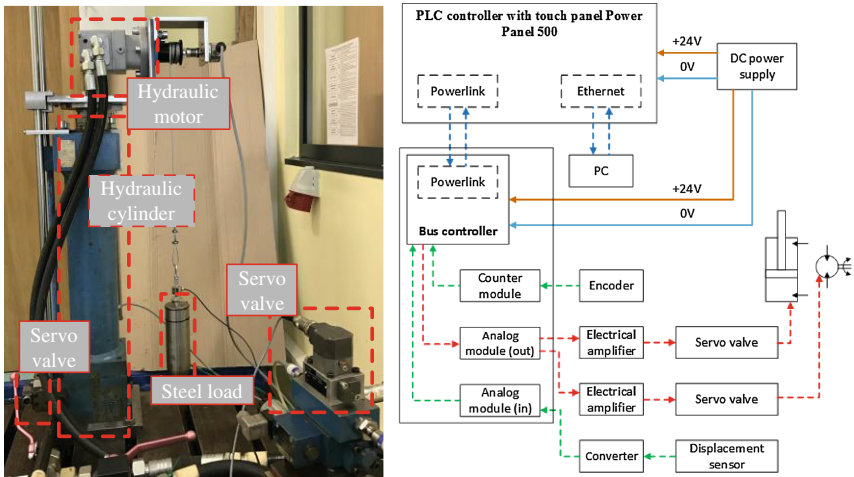 Hydraulic
motor
Hydraulic
cylinder
Servo
valve
Servo
valve
Steel load
PLC controller with touch panel Power
Panel 500
+24V
0V
DC power
supply
Powerlink
Ethernet
PC
Powerlink
Bus controller
+24V
0V
Counter
module
Encoder
Analog
module (out)
Electrical
amplifier
Servo valve
Analog
module (in)
Electrical
amplifier
Servo valve
Converter
Displacement
sensor